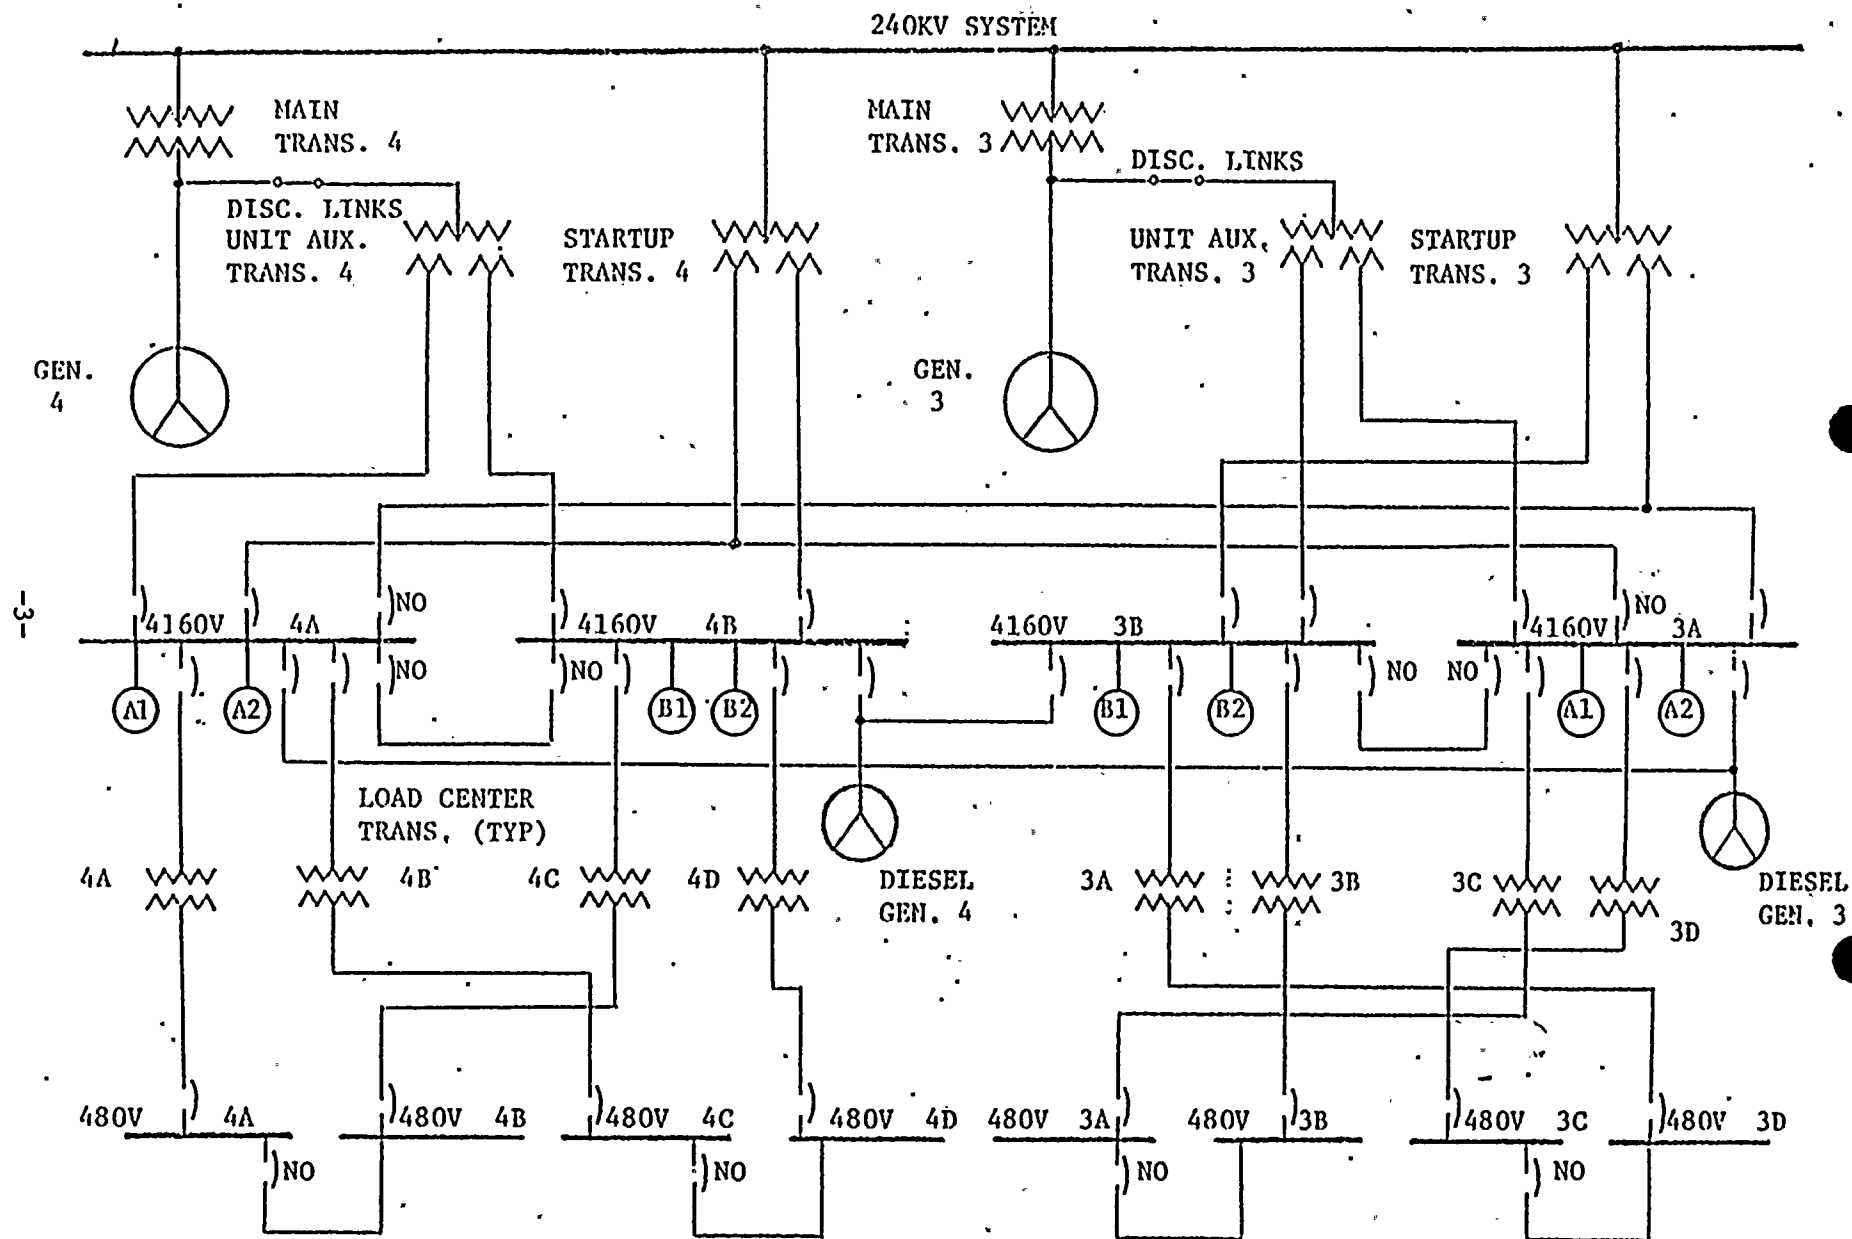 240KV SYSTEM
MAIN
TRANS. 4
MAIN
TRANS. 3
DISC. LINKS
DISC. LINKS
UNIT AUX.
TRANS. 4
STARTUP
TRANS. 4
UNIT AUX.
TRANS. 3
STARTUP
TRANS. 3
GEN.
4
GEN.
3
-3-
NO
NO
4160V 4A
4160V 4B
4160V 3B
4160V 3A
NO
NO
NO
NO
A1
A2
B1
B2
B1
B2
A1
A2
LOAD CENTER
TRANS. (TYP)
4A
4B
4C
4D
DIESEL
GEN. 4
3A
3B
3C
3D
DIESEL
GEN. 3
480V 4A
480V 4B
480V 4C
480V 4D
480V 3A
480V 3B
480V 3C
480V 3D
NO
NO
NO
NO